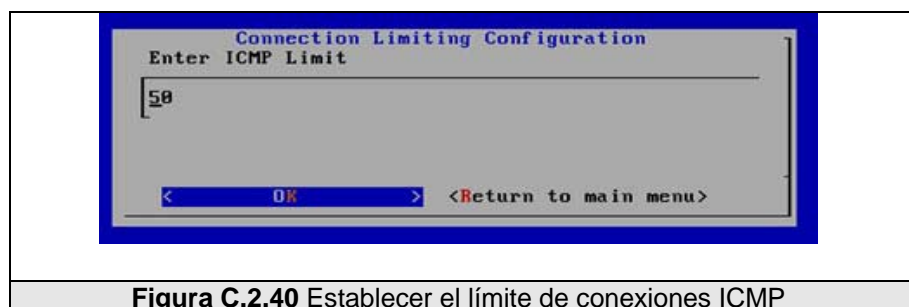 Connection Limiting Configuration
Enter ICMP Limit
50
< OK > <Return to main menu>
Figura C.2.40 Establecer el límite de conexiones ICMP